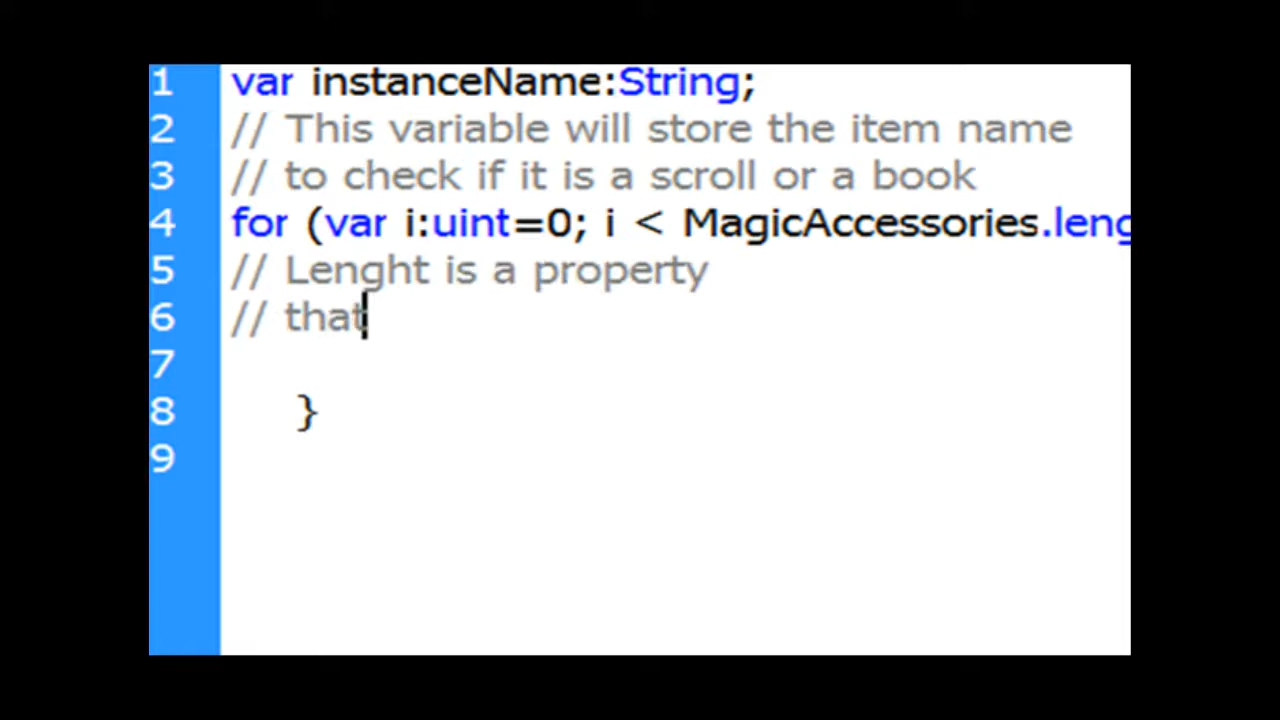 1 var instanceName:String;
2 // This variable will store the item name
3 // to check if it is a scroll or a book
4 for (var i:uint=0; i < MagicAccessories.leng
5 // Lenght is a property
6 // that
7
8 }
9